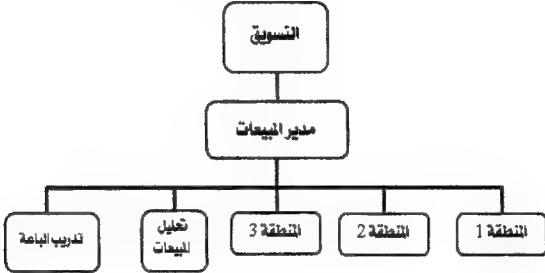 التسويق
مدير المبيعات
المنطقة 1
المنطقة 2
المنطقة 3
تحليل
المبيعات
تدريب الباعة